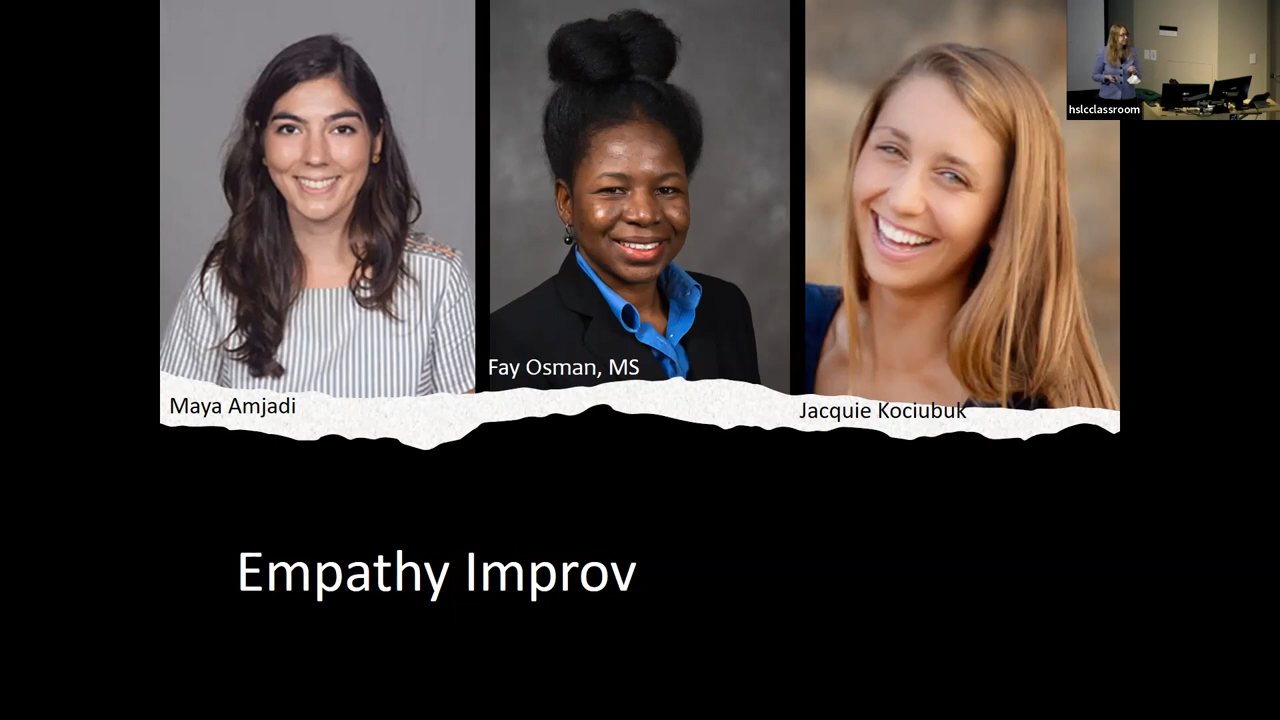 hslcclassroom
Fay Osman, MS
Maya Amjadi
Jacquie Kociubuk
Empathy Improv